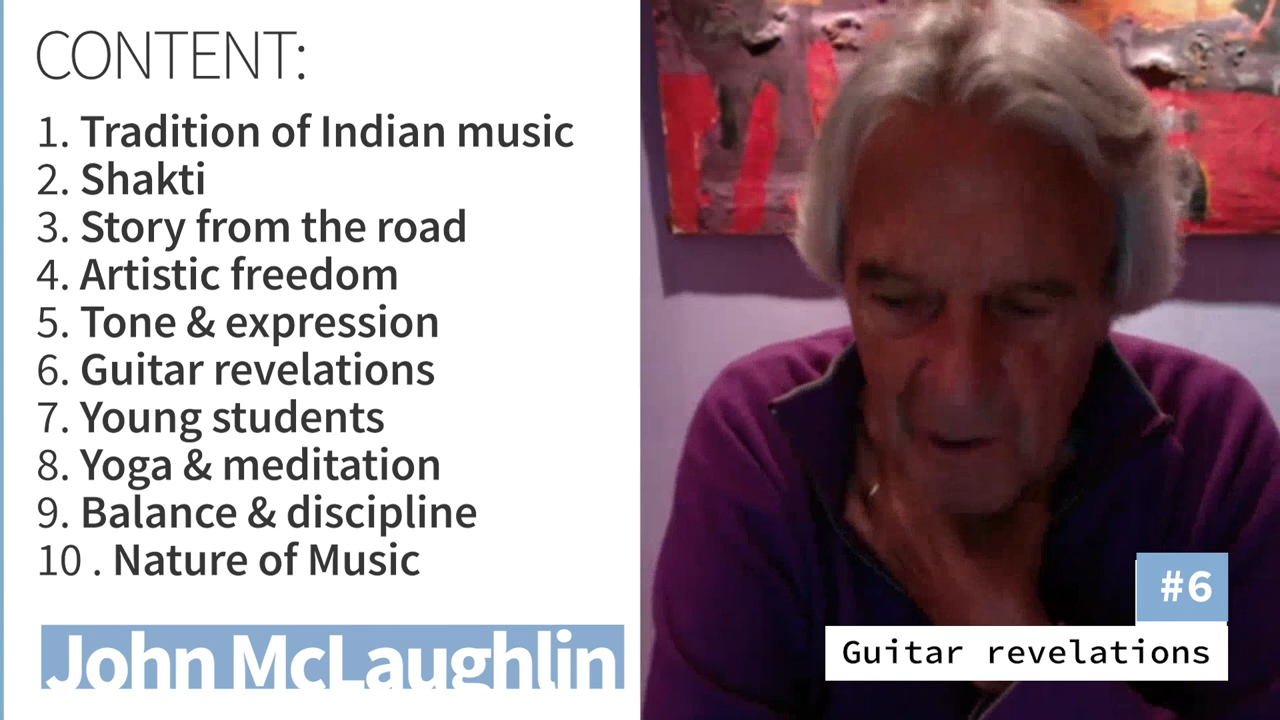 CONTENT:
1. Tradition of Indian music
2. Shakti
3. Story from the road
4. Artistic freedom
5. Tone & expression
6. Guitar revelations
7. Young students
8. Yoga & meditation
9. Balance & discipline
10 . Nature of Music
John McLaughlin
#6
Guitar revelations